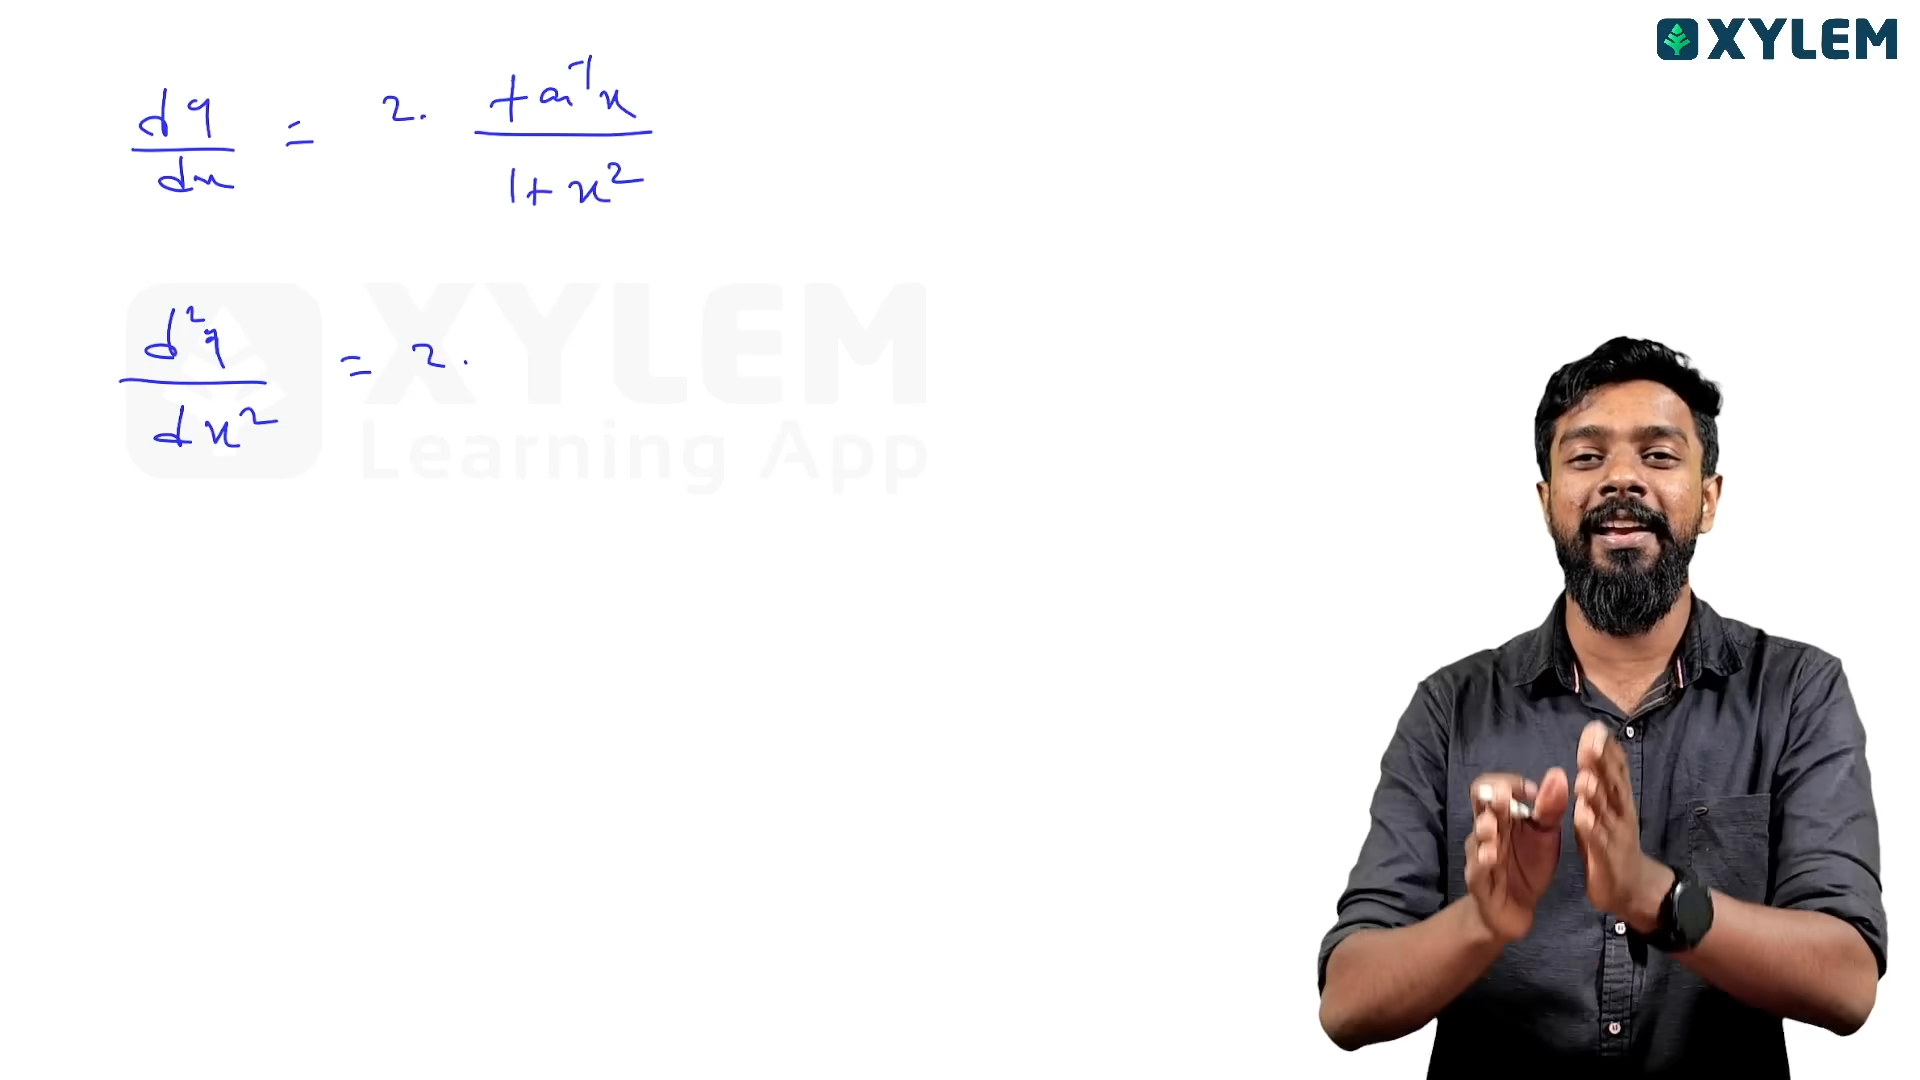 XYLEM
dy/dx = 2. tan⁻¹x / 1+x²
d²y/dx² = 2.
XYLEM
Learning App